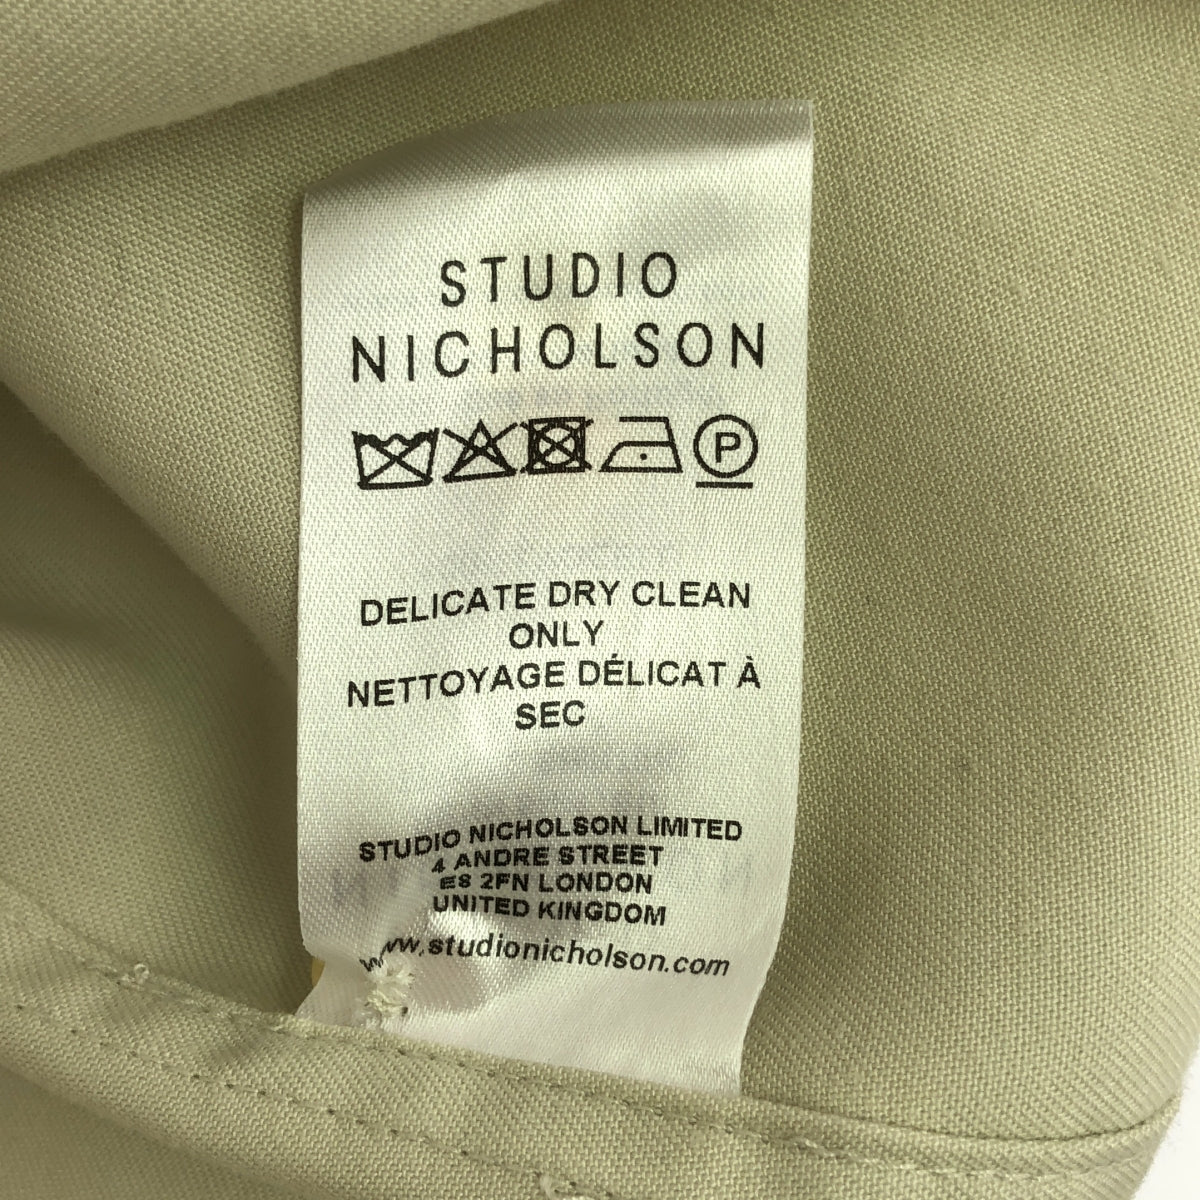 STUDIO
NICHOLSON
P
DELICATE DRY CLEAN
ONLY
NETTOYAGE DÉLICAT À
SEC
STUDIO NICHOLSON LIMITED
4 ANDRE STREET
E8 2FN LONDON
UNITED KINGDOM
www.studionicholson.com